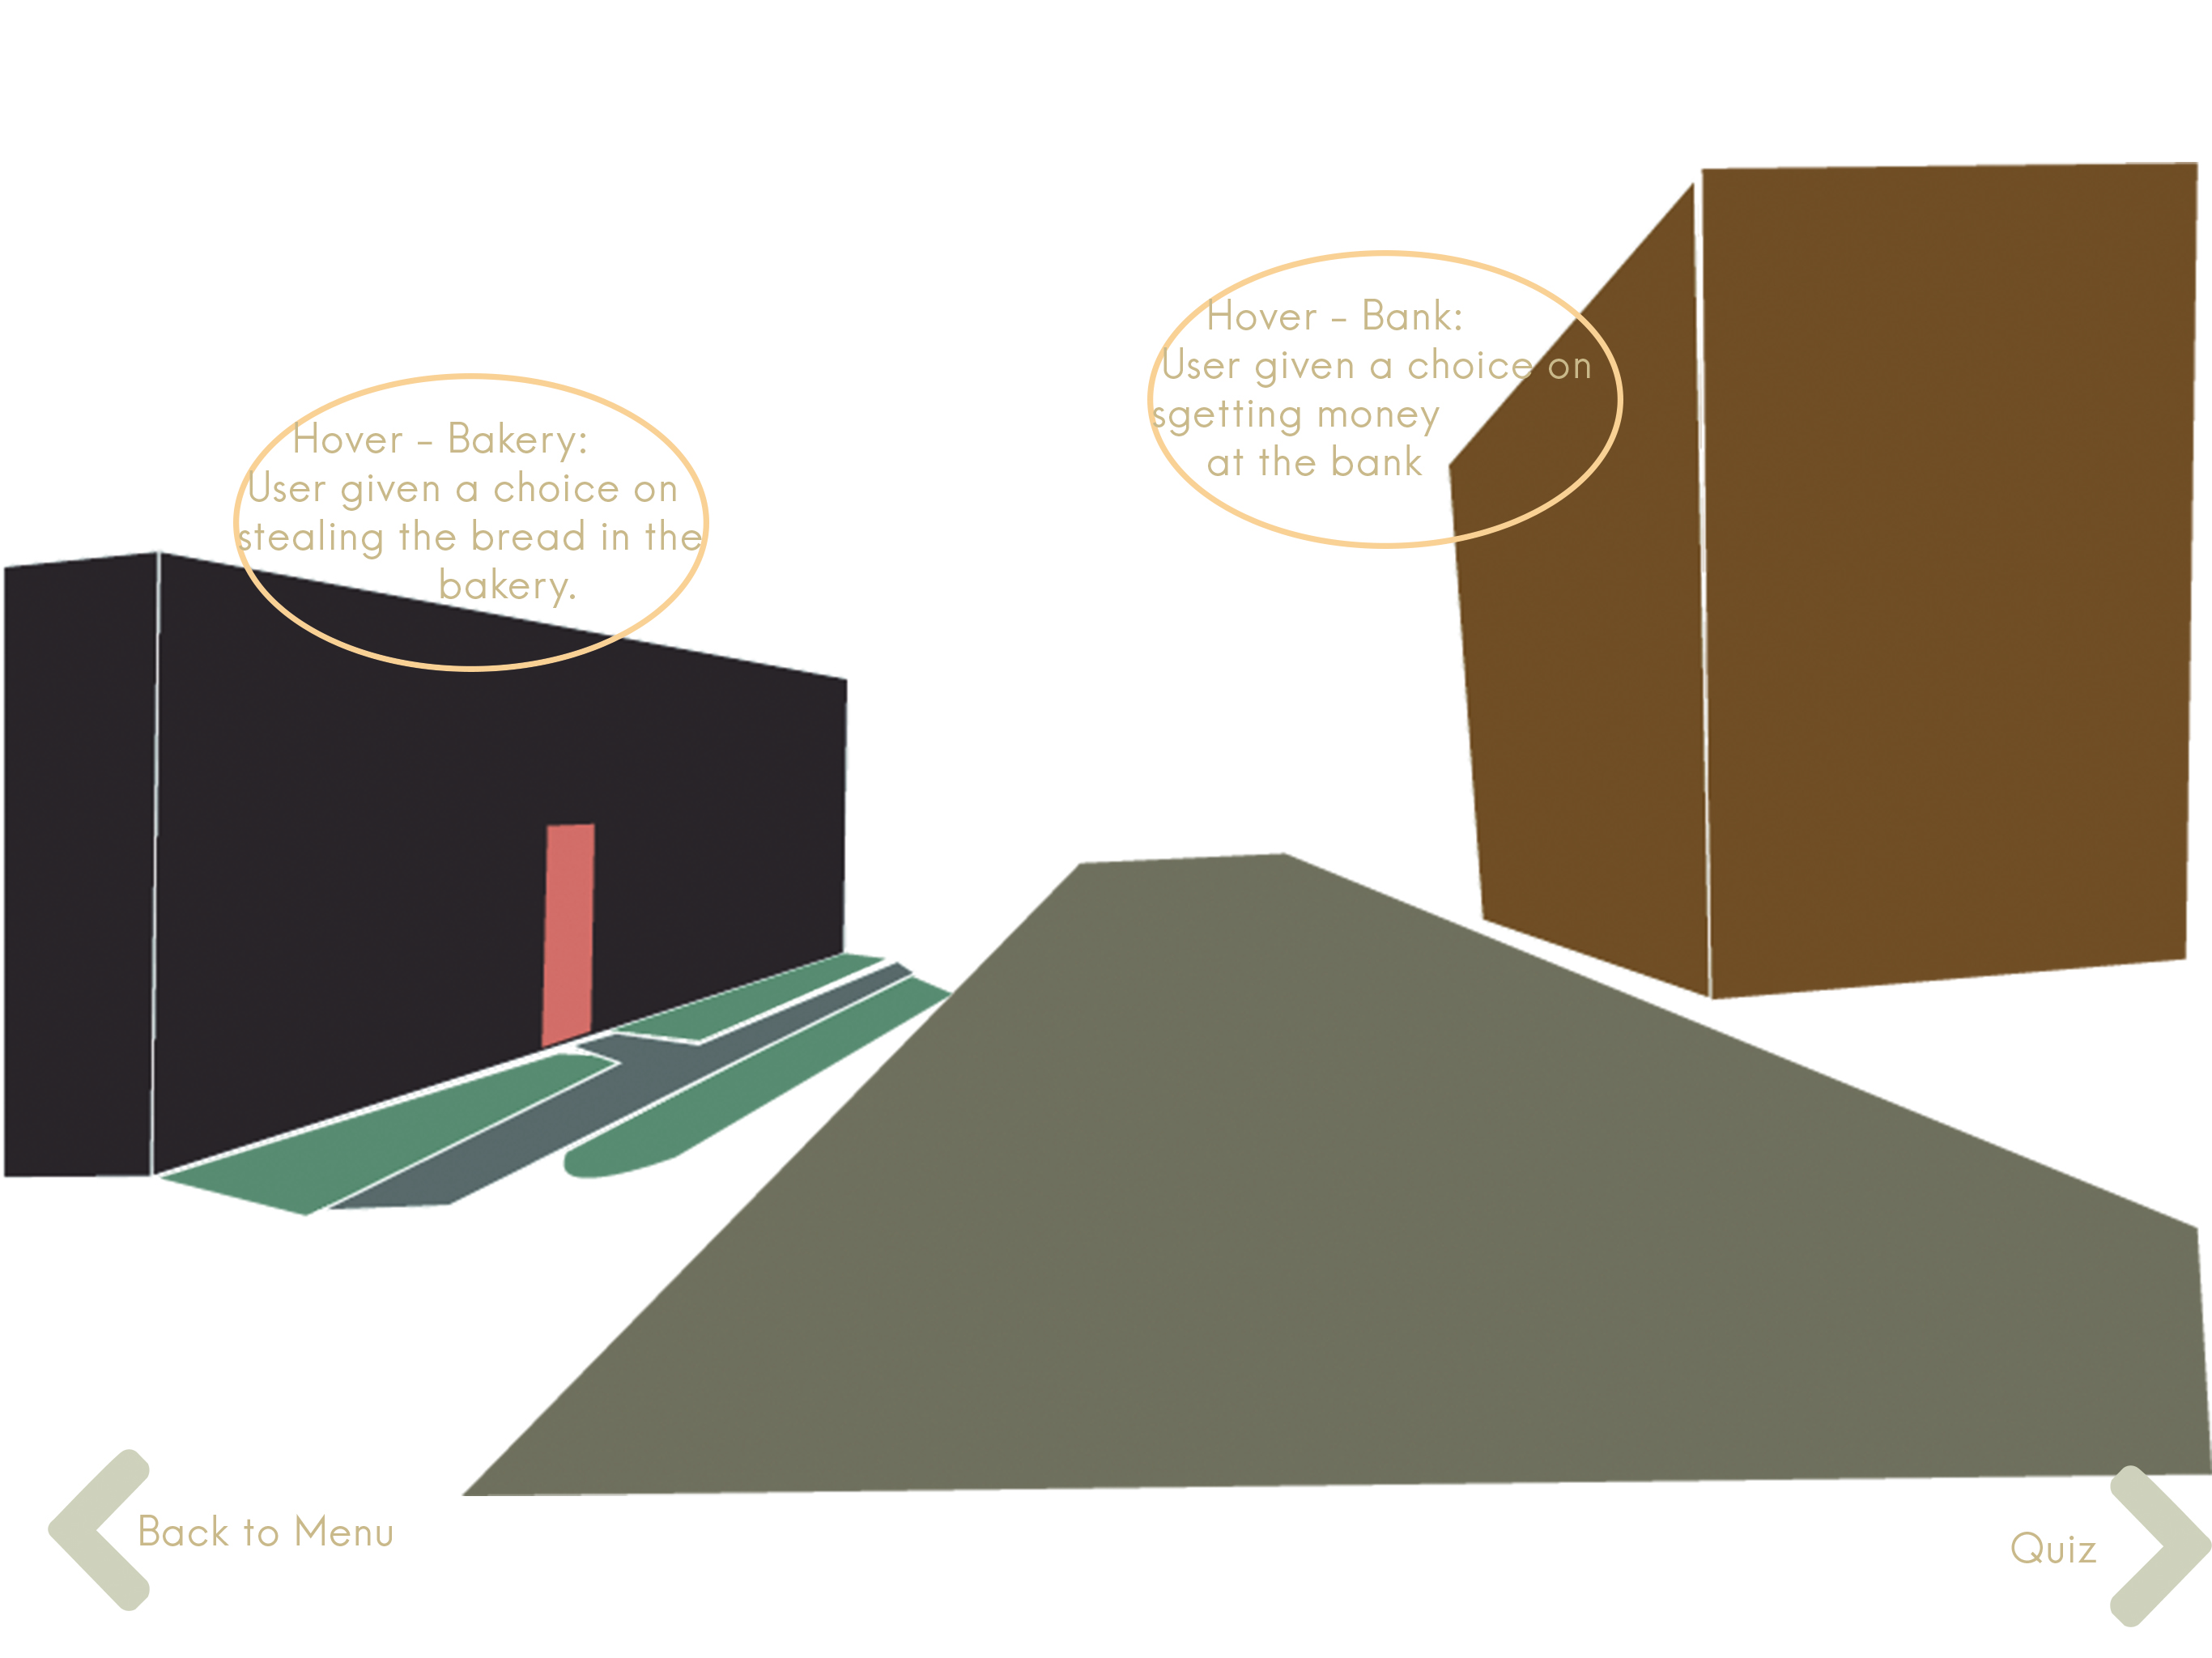 Hover - Bank:
User given a choice on
sgetting money
at the bank
Hover - Bakery:
User given a choice on
stealing the bread in the
bakery.
Back to Menu
Quiz